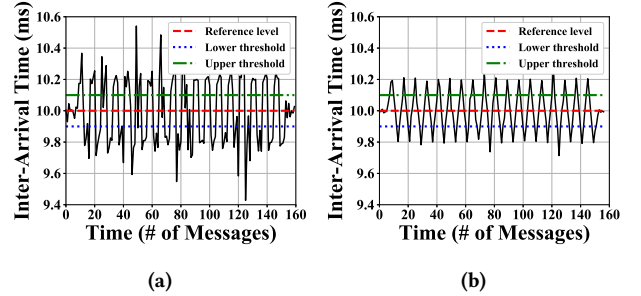 Inter-Arrival Time (ms)
10.6
10.4
10.2
10.0
9.8
9.6
9.4
Reference level
Lower threshold
Upper threshold
0 20 40 60 80 100 120 140 160
Time (# of Messages)
(a)
Inter-Arrival Time (ms)
10.6
10.4
10.2
10.0
9.8
9.6
9.4
Reference level
Lower threshold
Upper threshold
0 20 40 60 80 100 120 140 160
Time (# of Messages)
(b)